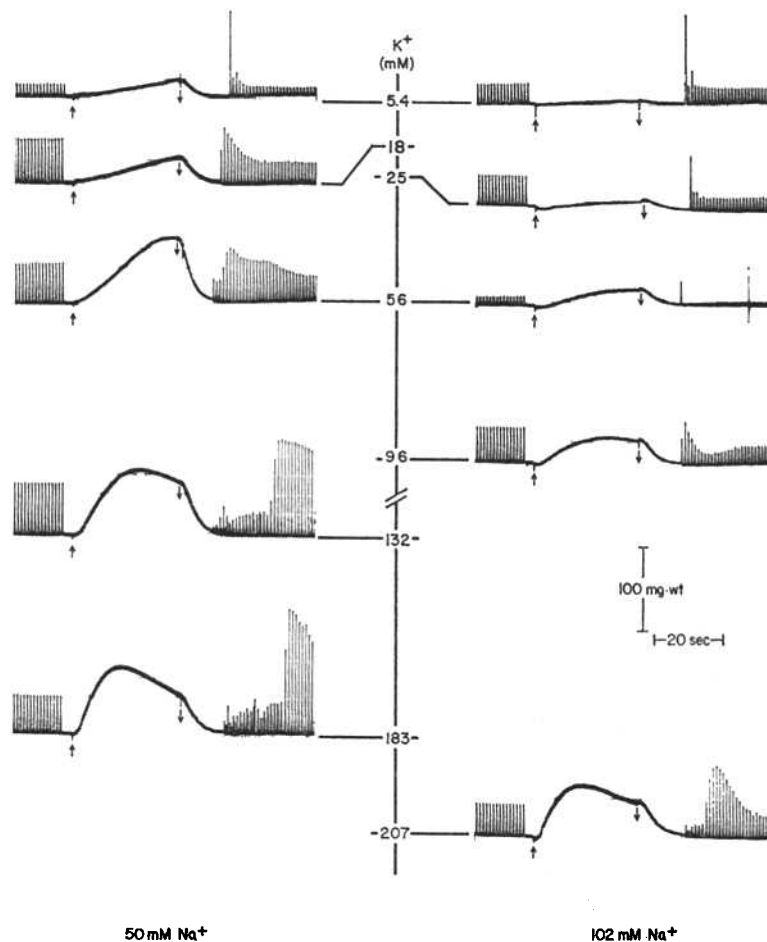 K+
(mM)
5.4
18-
-25
56
-96
132
100 mg·wt
20 sec
183-
-207
50 mM Na+
102 mM Na+